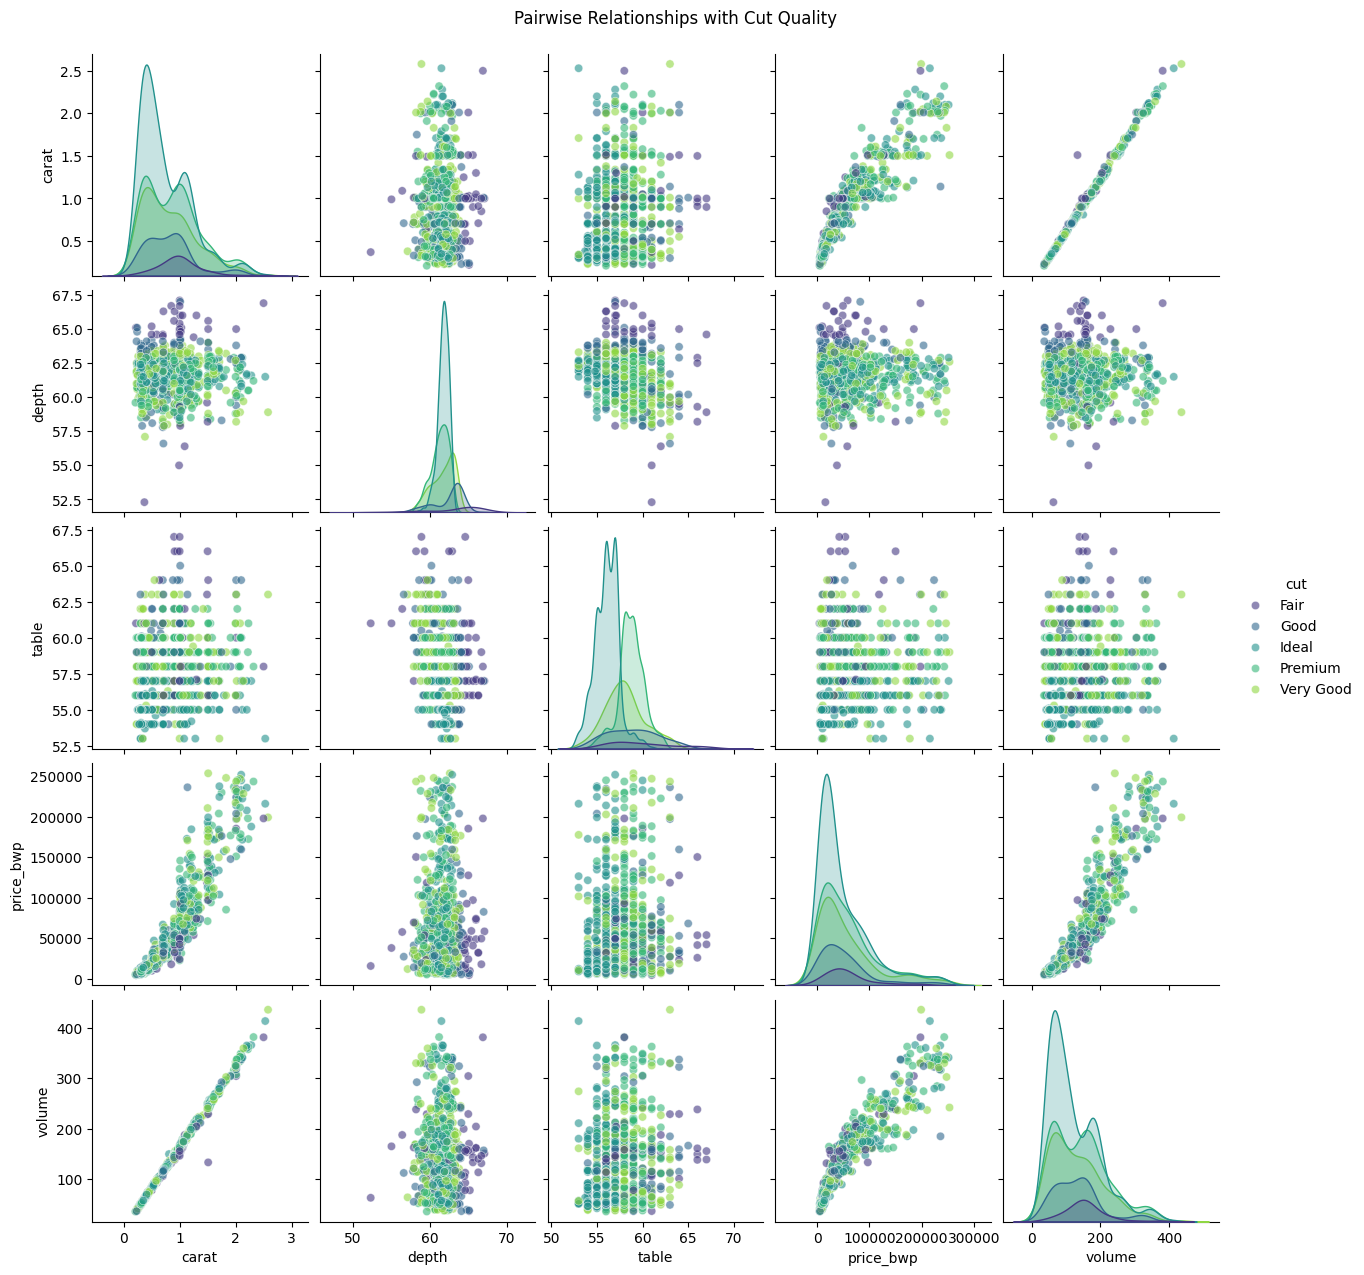 Pairwise Relationships with Cut Quality
2.5
2.0
1.5
1.0
0.5
carat
67.5
65.0
62.5
60.0
57.5
55.0
52.5
depth
67.5
65.0
62.5
60.0
57.5
55.0
52.5
table
cut
Fair
Good
Ideal
Premium
Very Good
250000
200000
150000
100000
50000
0
price_bwp
400
300
200
100
volume
0 1 2 3
carat
50 60 70
depth
50 55 60 65 70
table
0 100000 200000 300000
price_bwp
0 200 400
volume